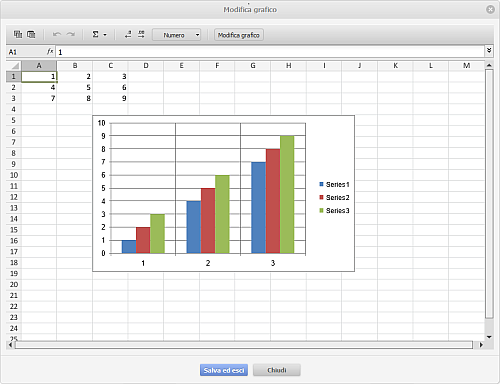 Modifica grafico
Σ
Numero
Modifica grafico
A1 fx 1
A B C D E F G H I J K L M
1 1 2 3
2 4 5 6
3 7 8 9
4
5
6
7
8
9
10
11
12
13
14
15
16
17
18
19
20
21
22
23
24
25
10
9
8
7
6
5
4
3
2
1
0
1 2 3
Series1
Series2
Series3
Salva ed esci Chiudi